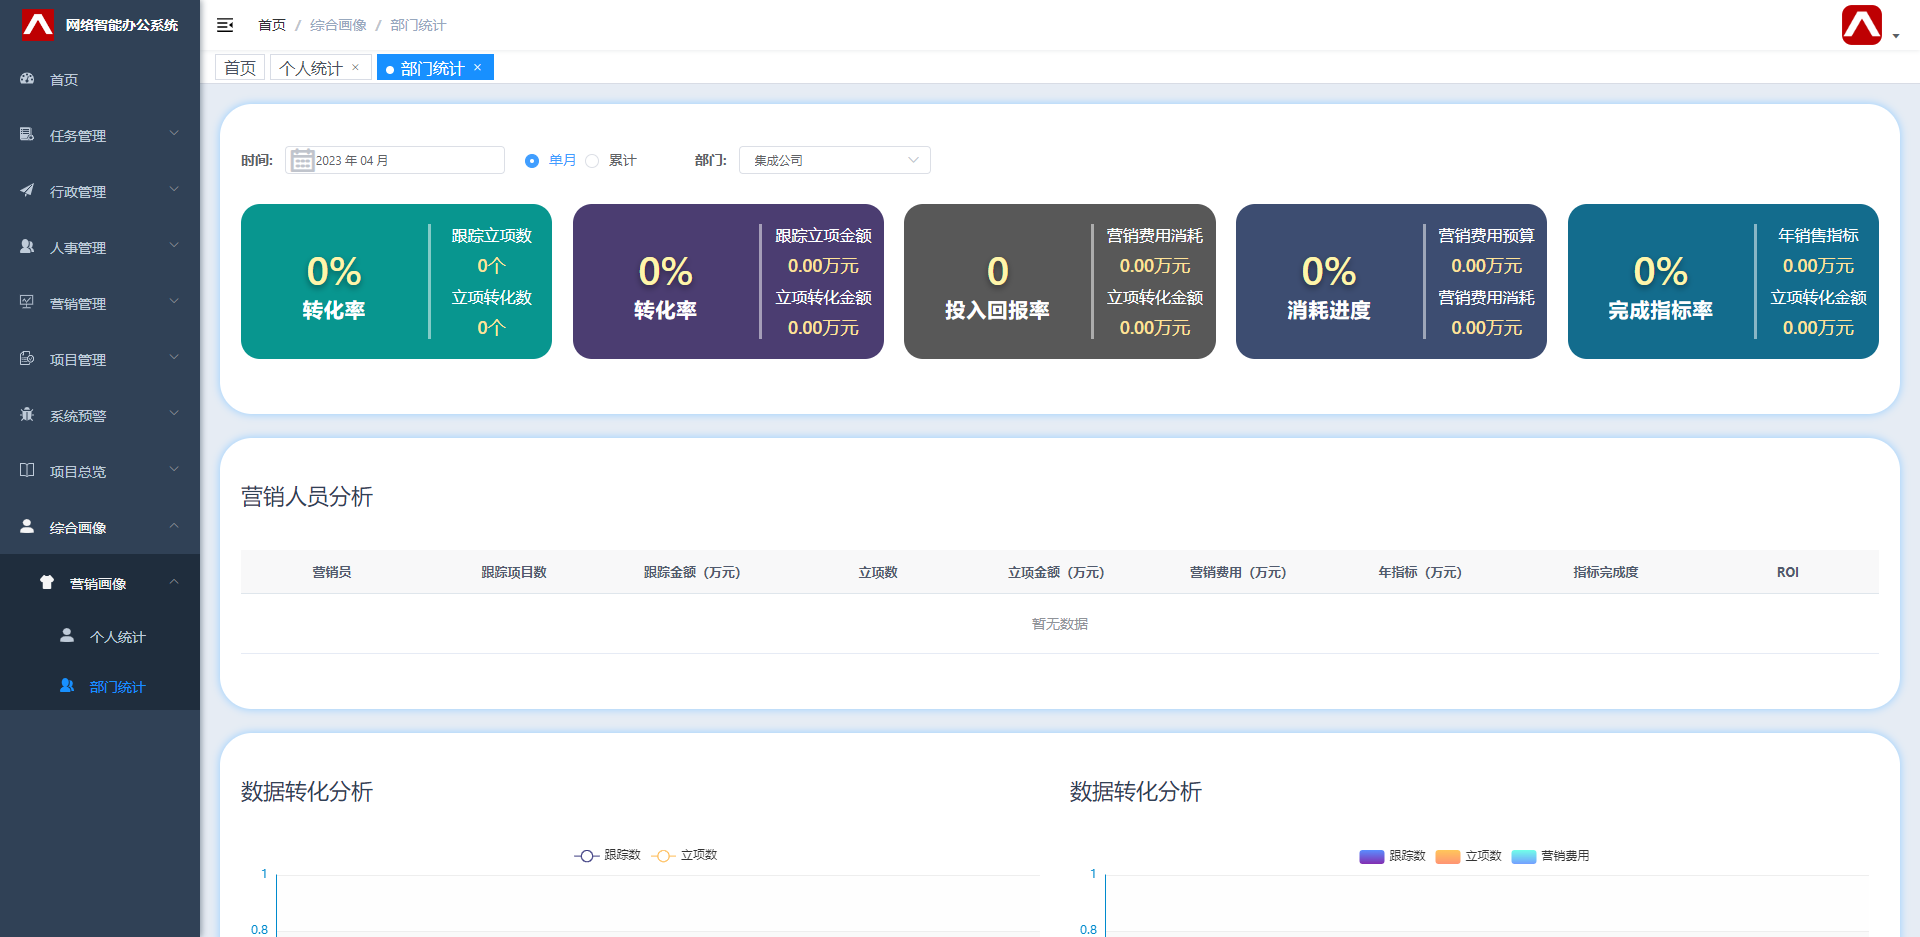 网络智能办公系统
首页
任务管理
行政管理
人事管理
营销管理
项目管理
系统预警
项目总览
综合画像
营销画像
个人统计
部门统计
首页 / 综合画像 / 部门统计
首页 个人统计 × 部门统计 ×
时间: 2023 年 04 月 单月 累计 部门: 集成公司
0%
转化率
跟踪立项数
0个
立项转化数
0个
0%
转化率
跟踪立项金额
0.00万元
立项转化金额
0.00万元
0
投入回报率
营销费用消耗
0.00万元
立项转化金额
0.00万元
0%
消耗进度
营销费用预算
0.00万元
营销费用消耗
0.00万元
0%
完成指标率
年销售指标
0.00万元
立项转化金额
0.00万元
营销人员分析
营销员 跟踪项目数 跟踪金额（万元） 立项数 立项金额（万元） 营销费用（万元） 年指标（万元） 指标完成度 ROI
暂无数据
数据转化分析
跟踪数 立项数
1
0.8
数据转化分析
跟踪数 立项数 营销费用
1
0.8